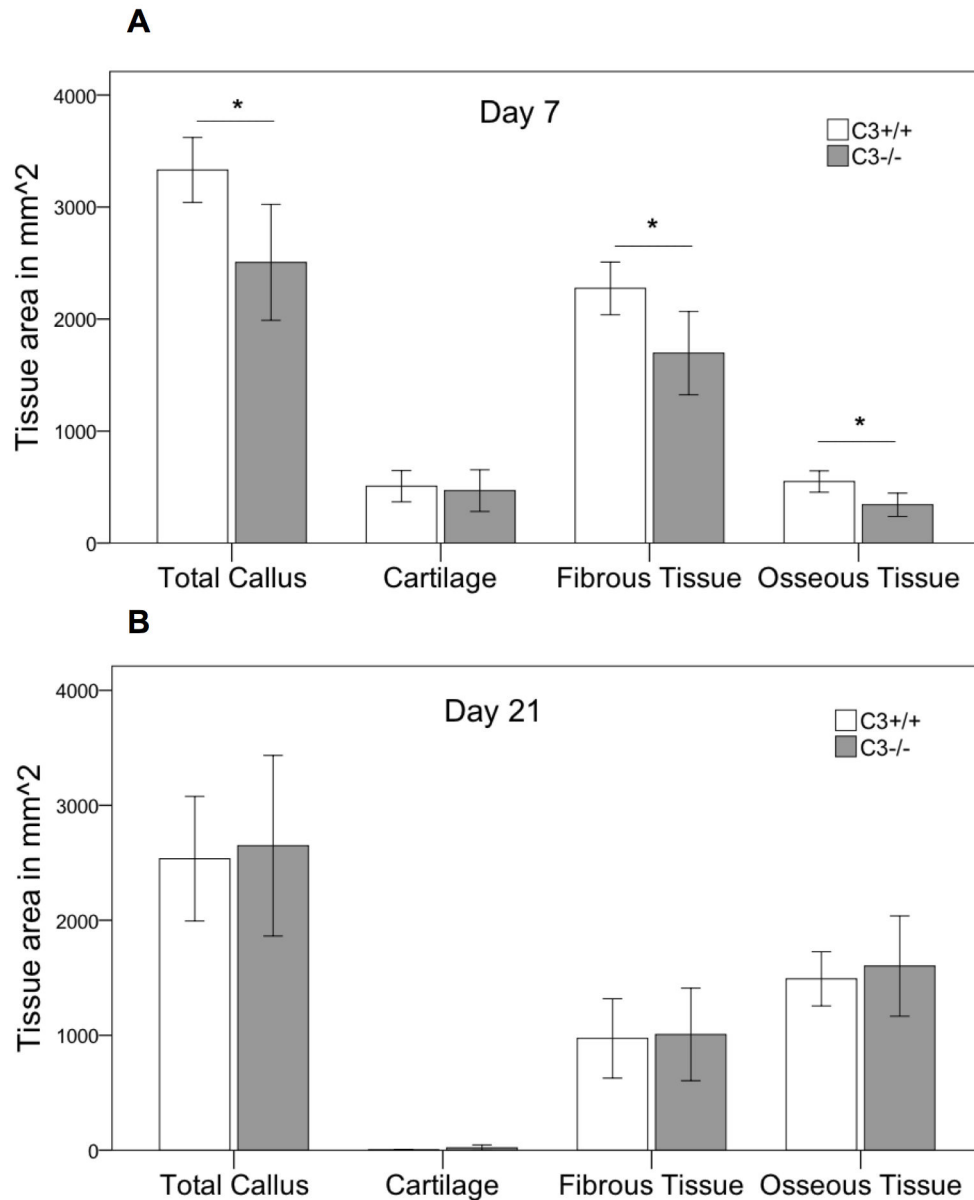 A
Day 7
*
*
*
C3+/+
C3-/-
Tissue area in mm^2
4000
3000
2000
1000
0
Total Callus
Cartilage
Fibrous Tissue
Osseous Tissue
B
Day 21
C3+/+
C3-/-
Tissue area in mm^2
4000
3000
2000
1000
0
Total Callus
Cartilage
Fibrous Tissue
Osseous Tissue